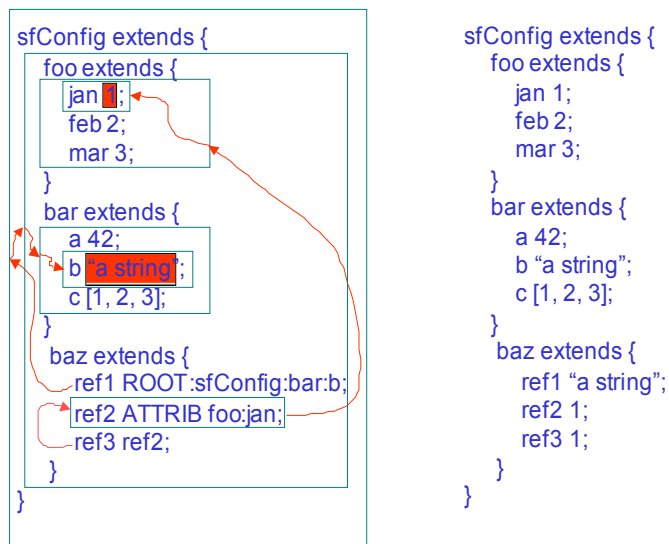 sfConfig extends {
foo extends {
jan 1;
feb 2;
mar 3;
}
bar extends {
a 42;
b “a string”;
c [1, 2, 3];
}
baz extends {
ref1 ROOT:sfConfig:bar:b;
ref2 ATTRIB foo:jan;
ref3 ref2;
}
}
sfConfig extends {
foo extends {
jan 1;
feb 2;
mar 3;
}
bar extends {
a 42;
b “a string”;
c [1, 2, 3];
}
baz extends {
ref1 “a string”;
ref2 1;
ref3 1;
}
}